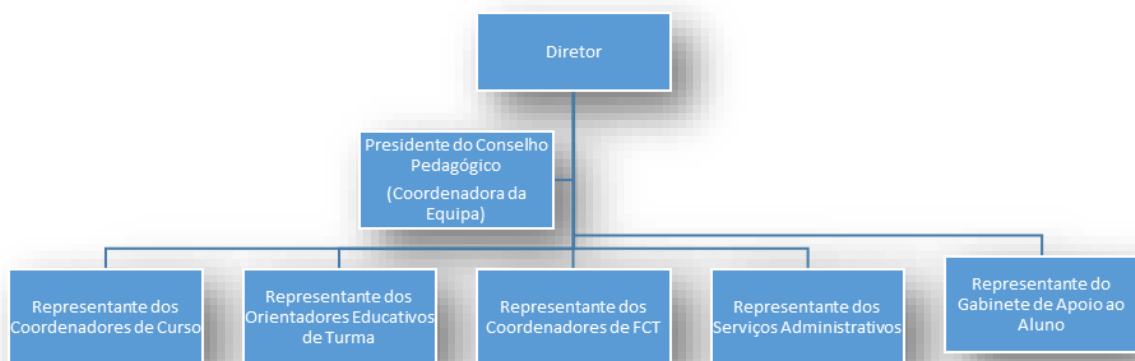 Diretor
Presidente do Conselho
Pedagógico
(Coordenadora da
Equipa)
Representante dos
Coordenadores de Curso
Representante dos
Orientadores Educativos
de Turma
Representante dos
Coordenadores de FCT
Representante dos
Serviços Administrativos
Representante do
Gabinete de Apoio ao
Aluno